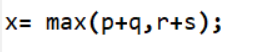 x= max(p+q,r+s);